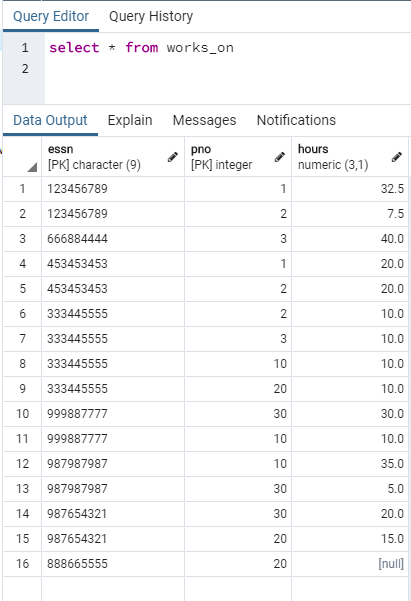 Query Editor Query History
1 select * from works_on
2
Data Output Explain Messages Notifications
essn pno hours
[PK] character (9) [PK] integer numeric (3,1)
1 123456789 1 32.5
2 123456789 2 7.5
3 666884444 3 40.0
4 453453453 1 20.0
5 453453453 2 20.0
6 333445555 2 10.0
7 333445555 3 10.0
8 333445555 10 10.0
9 333445555 20 10.0
10 999887777 30 30.0
11 999887777 10 10.0
12 987987987 10 35.0
13 987987987 30 5.0
14 987654321 30 20.0
15 987654321 20 15.0
16 888665555 20 [null]